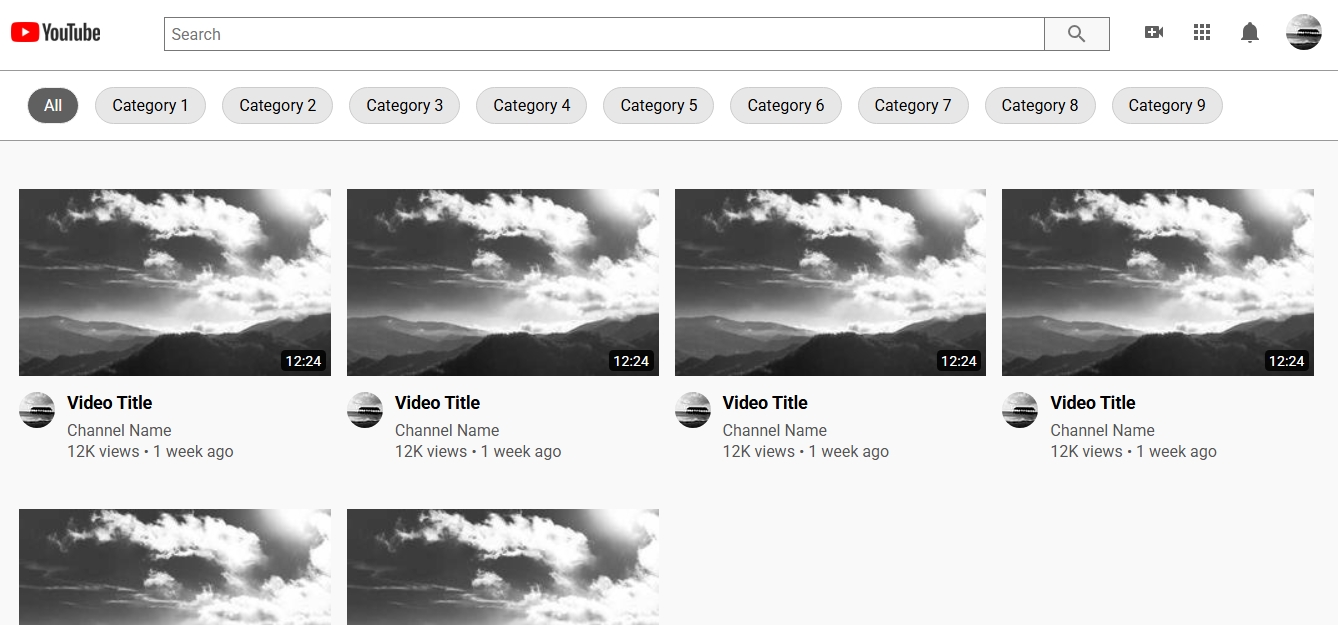 YouTube
Search
All Category 1 Category 2 Category 3 Category 4 Category 5 Category 6 Category 7 Category 8 Category 9
12:24 12:24 12:24 12:24
Video Title Video Title Video Title Video Title
Channel Name Channel Name Channel Name Channel Name
12K views • 1 week ago 12K views • 1 week ago 12K views • 1 week ago 12K views • 1 week ago